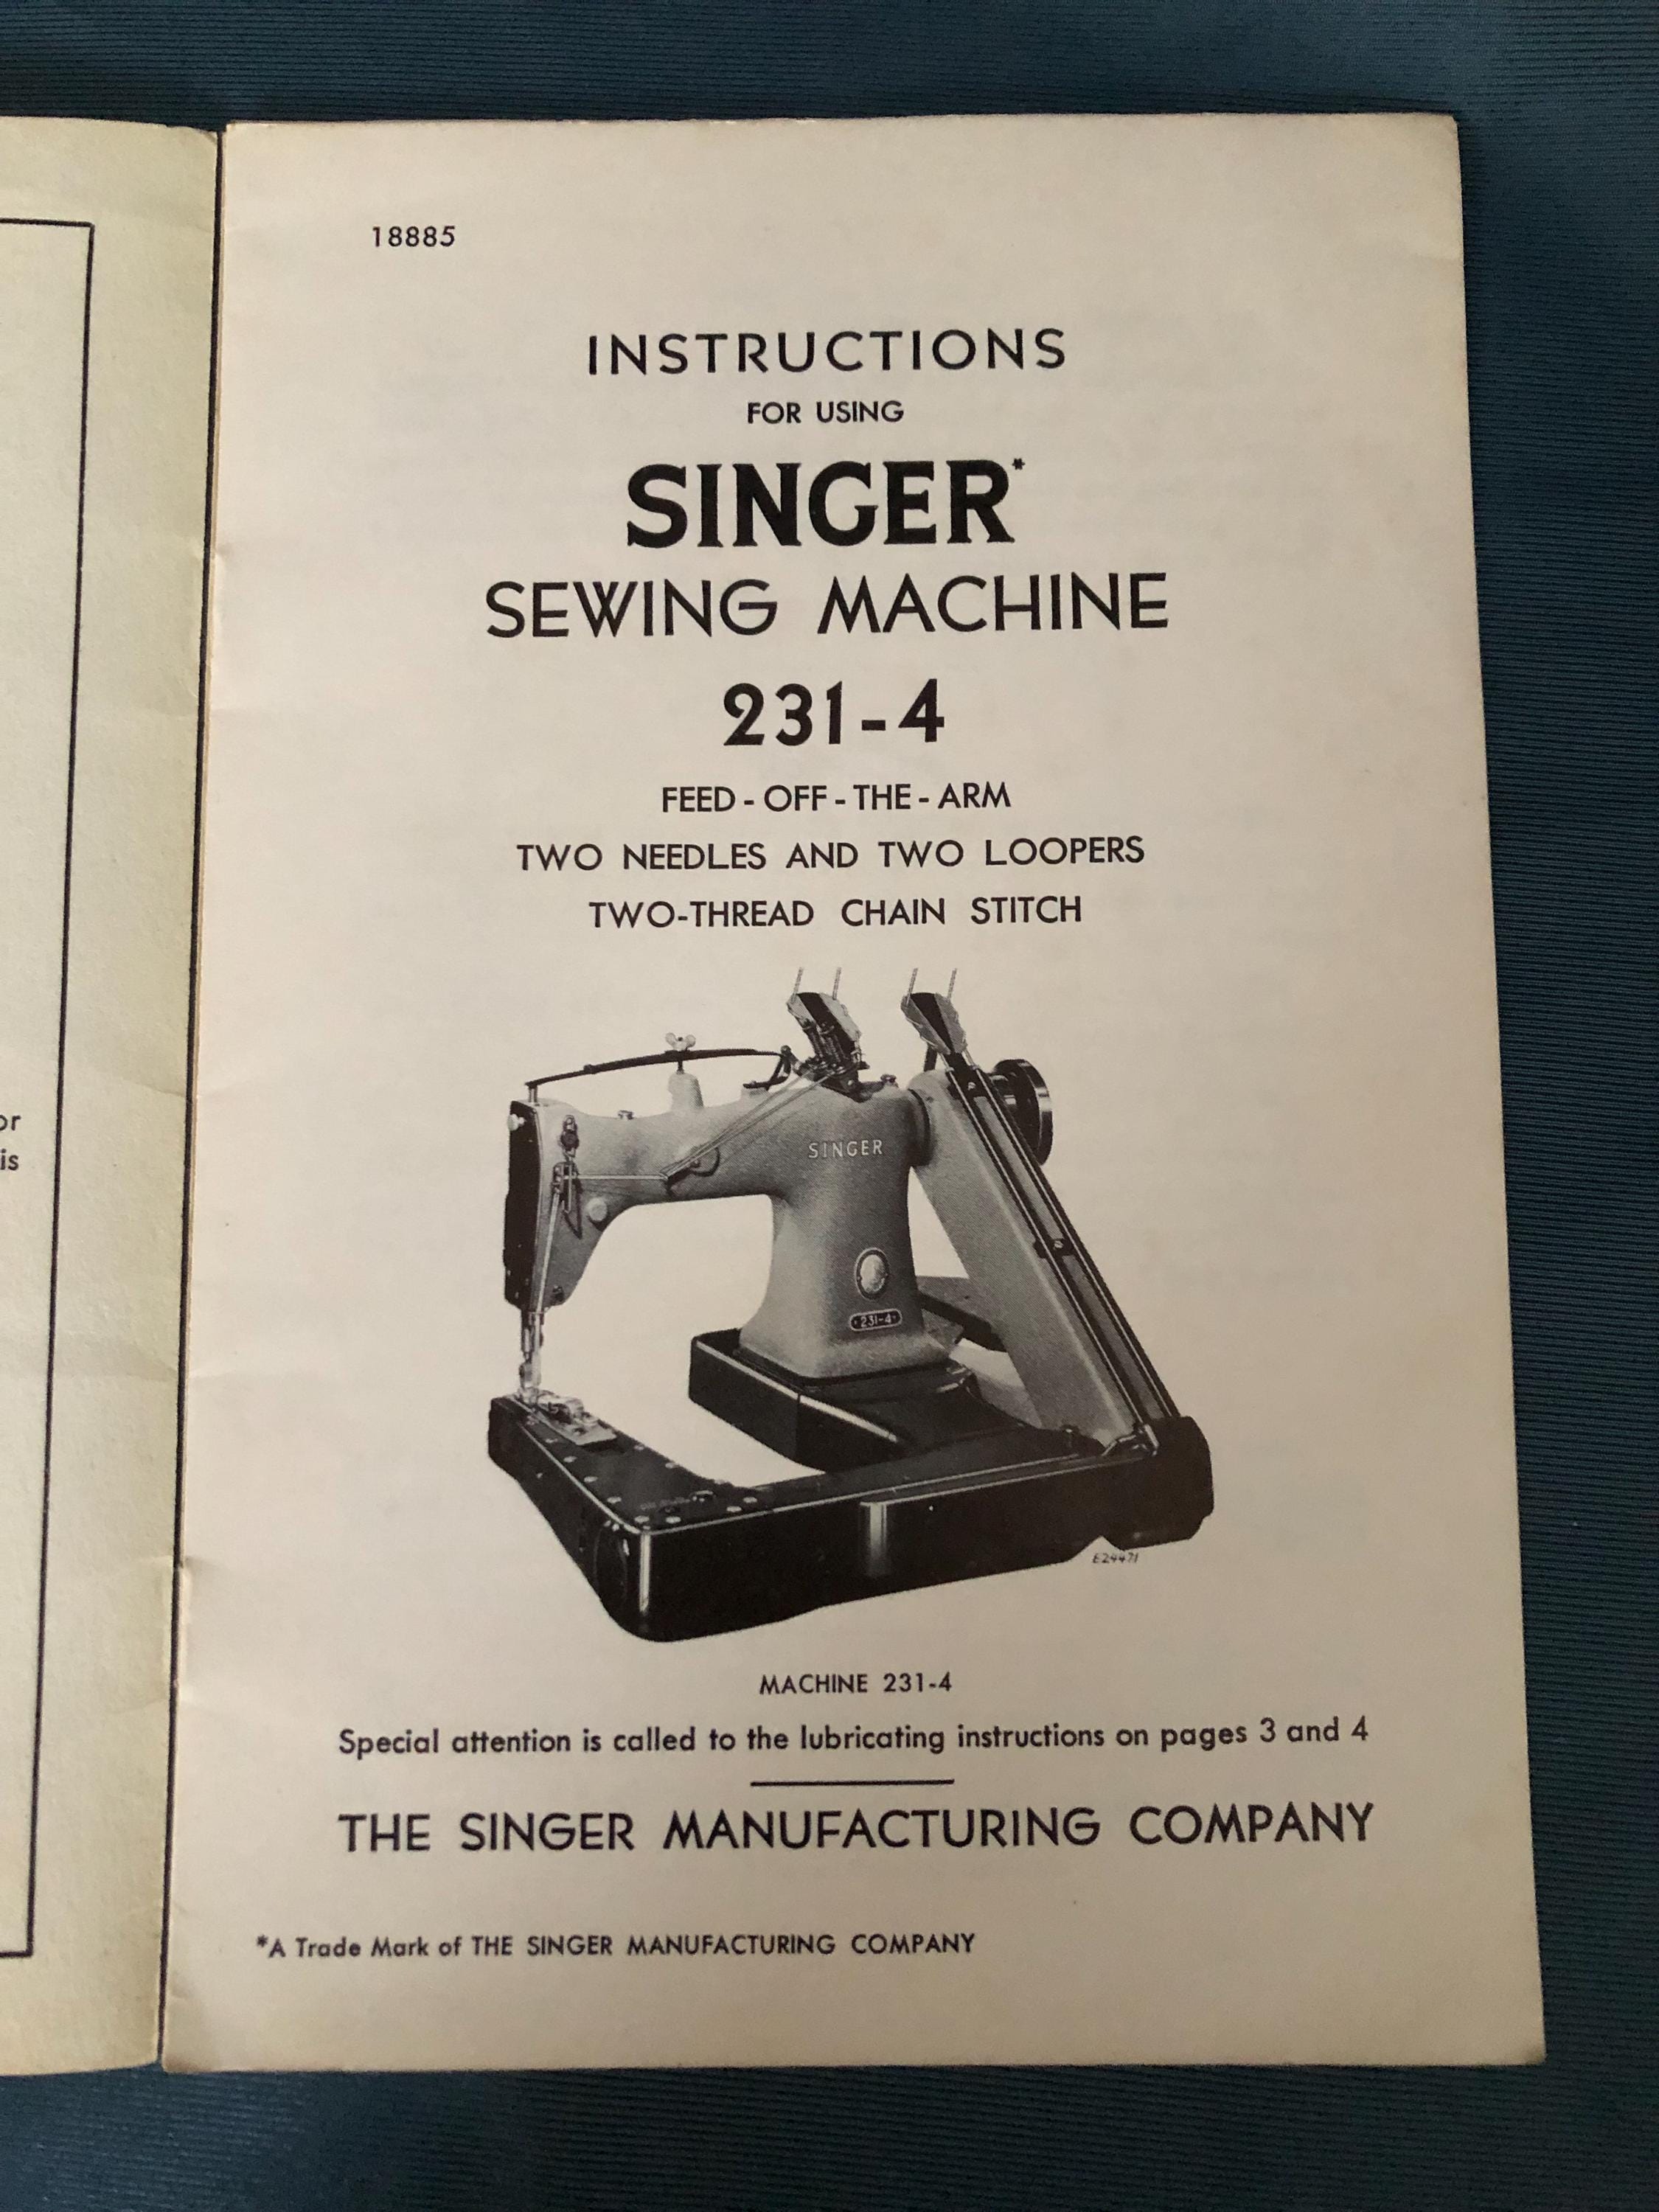 or
is
18885
INSTRUCTIONS
FOR USING
SINGER*
SEWING MACHINE
231-4
FEED-OFF-THE-ARM
TWO NEEDLES AND TWO LOOPERS
TWO-THREAD CHAIN STITCH
SINGER
231-4
E24471
MACHINE 231-4
Special attention is called to the lubricating instructions on pages 3 and 4
THE SINGER MANUFACTURING COMPANY
*A Trade Mark of THE SINGER MANUFACTURING COMPANY